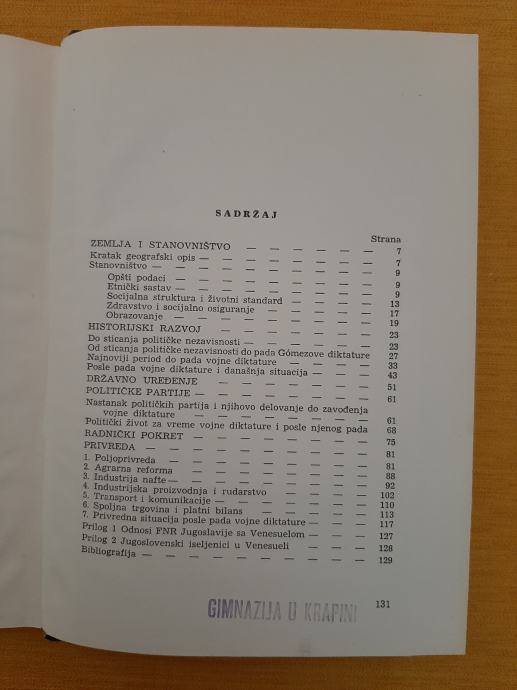 SADRŽAJ
Strana
ZEMLJA I STANOVNIŠTVO — — — — — — 7
Kratak geografski opis — — — — — — — 7
Stanovništvo — — — — — — — — — 9
Opšti podaci — — — — — — — — 9
Etnički sastav — — — — — — — — 9
Socijalna struktura i životni standard — — — — 13
Zdravstvo i socijalno osiguranje — — — — — 17
Obrazovanje — — — — — — — — 19
HISTORIJSKI RAZVOJ — — — — — — — 23
Do sticanja političke nezavisnosti — — — — — — 23
Od sticanja političke nezavisnosti do pada Gómezove diktature 27
Najnoviji period do pada vojne diktature — — — — 33
Posle pada vojne diktature i današnja situacija — — — 43
DRŽAVNO UREĐENJE — — — — — — — 51
POLITIČKE PARTIJE — — — — — — — 61
Nastanak političkih partija i njihovo delovanje do zavođenja
vojne diktature — — — — — — — 61
Politički život za vreme vojne diktature i posle njenog pada 68
RADNIČKI POKRET — — — — — — — 75
PRIVREDA — — — — — — — — — 81
1. Poljoprivreda — — — — — — — — 81
2. Agrarna reforma — — — — — — — 88
3. Industrija nafte — — — — — — — — 92
4. Industrijska proizvodnja i rudarstvo — — — — 102
5. Transport i komunikacije — — — — — — 110
6. Spoljna trgovina i platni bilans — — — — — 113
7. Privredna situacija posle pada vojne diktature — — — 117
Prilog 1 Odnosi FNR Jugoslavije sa Venesuelom — — — 127
Prilog 2 Jugoslovenski iseljenici u Venesueli — — — 128
Bibliografija — — — — — — — — — 129
131
GIMNAZIJA U KRAPINI